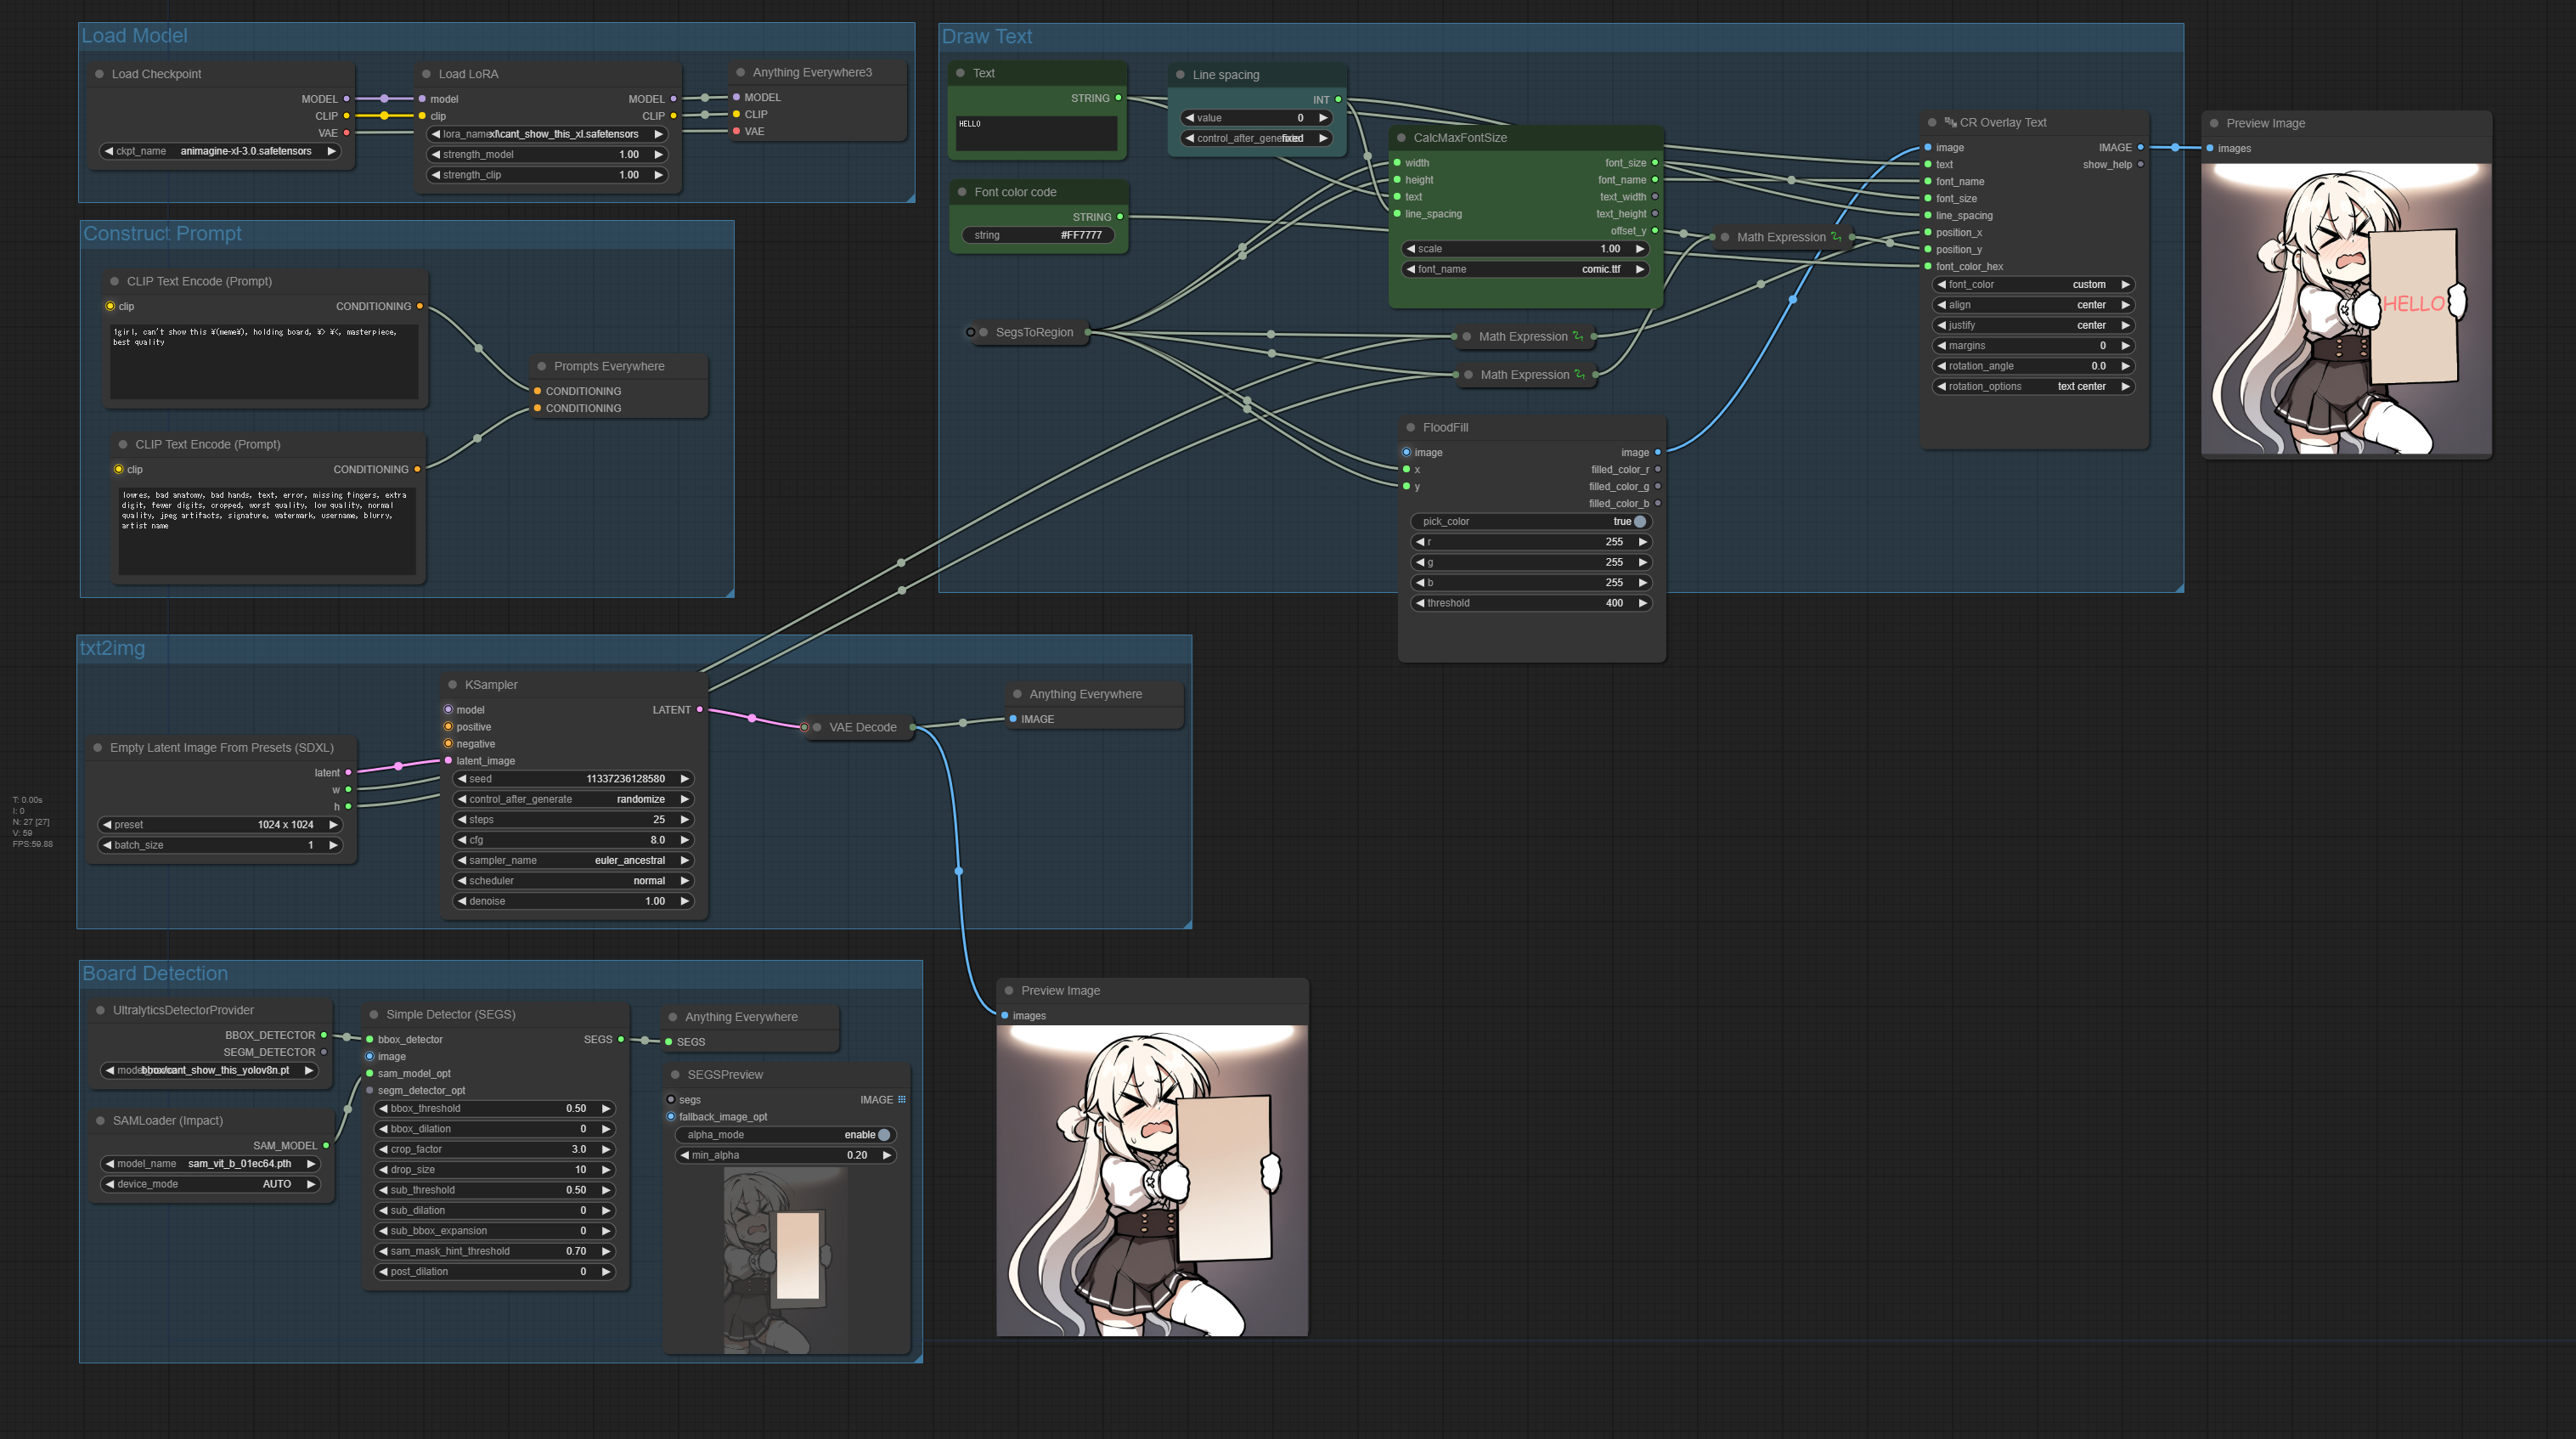 Load Model
Load Checkpoint
MODEL
CLIP
VAE
ckpt_name animagine-xl-3.0.safetensors
Load LoRA
model MODEL
clip CLIP
lora_name xl\cant_show_this_xl.safetensors
strength_model 1.00
strength_clip 1.00
Anything Everywhere3
MODEL
CLIP
VAE
Construct Prompt
CLIP Text Encode (Prompt)
clip CONDITIONING
1girl, can't show this ¥(meme¥), holding board, ¥> ¥<, masterpiece,
best quality
CLIP Text Encode (Prompt)
clip CONDITIONING
lowres, bad anatomy, bad hands, text, error, missing fingers, extra
digit, fewer digits, cropped, worst quality, low quality, normal
quality, jpeg artifacts, signature, watermark, username, blurry,
artist name
Prompts Everywhere
CONDITIONING
CONDITIONING
Draw Text
Text
STRING
HELLO
Line spacing
INT
value 0
control_after_generate fixed
Font color code
STRING
string #FF7777
SegsToRegion
CalcMaxFontSize
width font_size
height font_name
text text_width
line_spacing text_height
offset_y
scale 1.00
font_name comic.ttf
Math Expression
Math Expression
Math Expression
FloodFill
image image
x filled_color_r
y filled_color_g
filled_color_b
pick_color true
r 255
g 255
b 255
threshold 400
CR Overlay Text
image IMAGE
text show_help
font_name
font_size
line_spacing
position_x
position_y
font_color_hex
font_color custom
align center
justify center
margins 0
rotation_angle 0.0
rotation_options text center
Preview Image
images
HELLO
txt2img
Empty Latent Image From Presets (SDXL)
latent
w
h
preset 1024 x 1024
batch_size 1
KSampler
model LATENT
positive
negative
latent_image
seed 11337236128580
control_after_generate randomize
steps 25
cfg 8.0
sampler_name euler_ancestral
scheduler normal
denoise 1.00
VAE Decode
Anything Everywhere
IMAGE
T: 0.00s
I: 0
N: 27 [27]
V: 59
FPS:59.88
Board Detection
UltralyticsDetectorProvider
BBOX_DETECTOR
SEGM_DETECTOR
bbox/cant_show_this_yolov8n.pt
SAMLoader (Impact)
SAM_MODEL
model_name sam_vit_b_01ec64.pth
device_mode AUTO
Simple Detector (SEGS)
bbox_detector SEGS
image
sam_model_opt
segm_detector_opt
bbox_threshold 0.50
bbox_dilation 0
crop_factor 3.0
drop_size 10
sub_threshold 0.50
sub_dilation 0
sub_bbox_expansion 0
sam_mask_hint_threshold 0.70
post_dilation 0
Anything Everywhere
SEGS
SEGSPreview
segs IMAGE
fallback_image_opt
alpha_mode enable
min_alpha 0.20
Preview Image
images